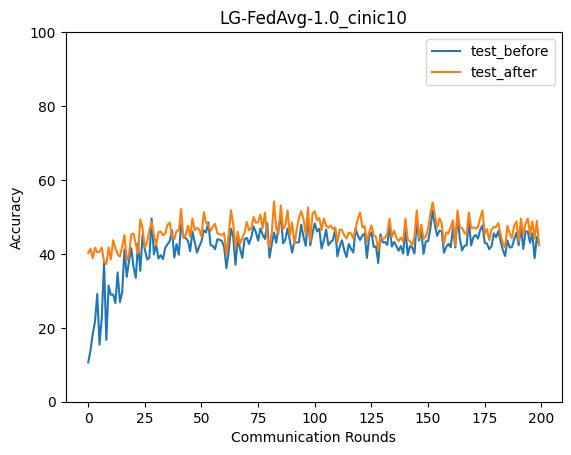 LG-FedAvg-1.0_cinic10
test_before
test_after
100
80
60
40
20
0
Accuracy
0 25 50 75 100 125 150 175 200
Communication Rounds